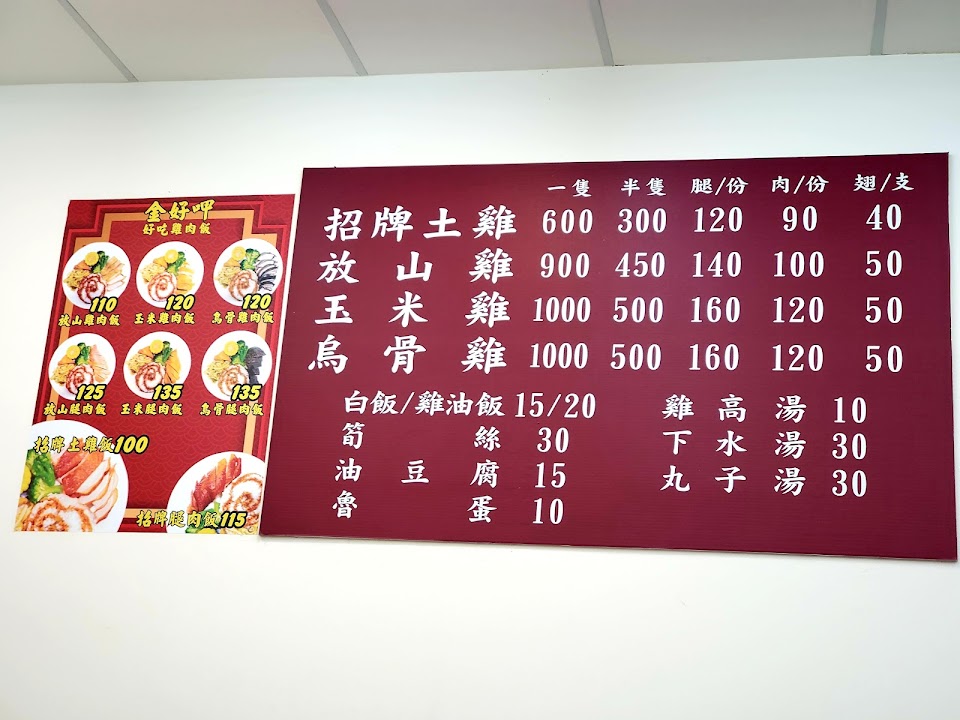 金好呷
好吃雞肉飯
110 120 120
放山雞肉飯 玉米雞肉飯 烏骨雞肉飯
125 135 135
放山腿肉飯 玉米腿肉飯 烏骨腿肉飯
招牌土雞飯100
招牌腿肉飯115
一隻 半隻 腿/份 肉/份 翅/支
招牌土雞 600 300 120 90 40
放山雞 900 450 140 100 50
玉米雞 1000 500 160 120 50
烏骨雞 1000 500 160 120 50
白飯/雞油飯 15/20
筍絲 30
油豆腐 15
魯蛋 10
雞高湯 10
下水湯 30
丸子湯 30